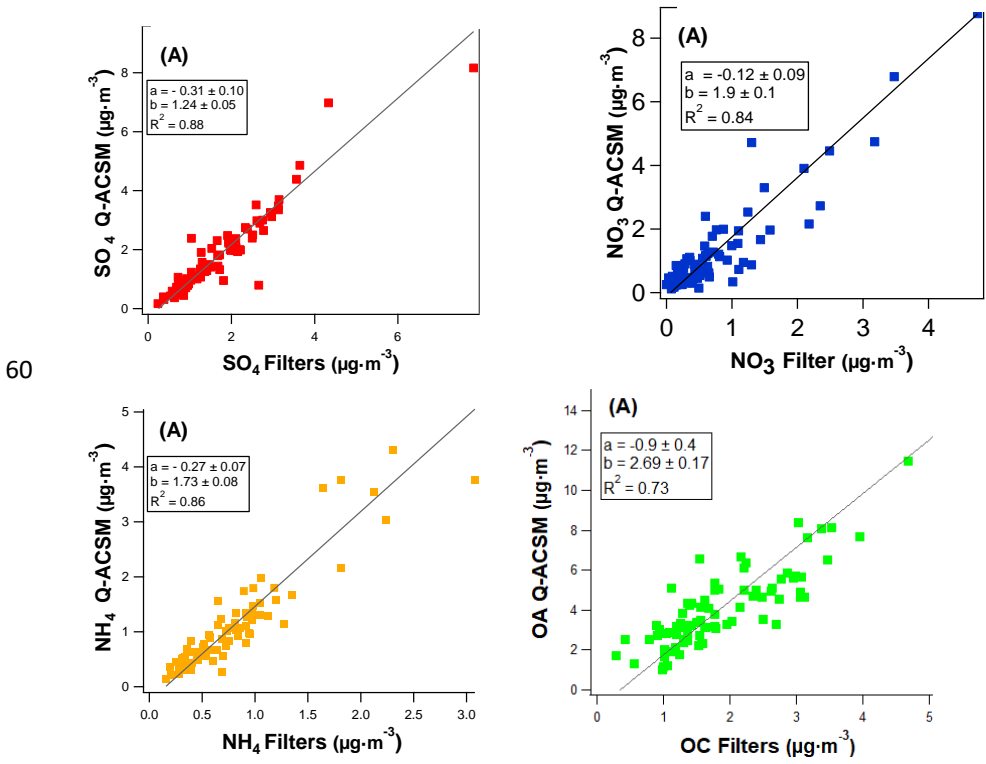 (A)
a = - 0.31 ± 0.10
b = 1.24 ± 0.05
R² = 0.88
SO₄ Q-ACSM (µg·m⁻³)
8
6
4
2
0
0 2 4 6
SO₄ Filters (µg·m⁻³)
(A)
a = -0.12 ± 0.09
b = 1.9 ± 0.1
R² = 0.84
NO₃ Q-ACSM (µg·m⁻³)
8
6
4
2
0
0 1 2 3 4
NO₃ Filter (µg·m⁻³)
60
(A)
a = - 0.27 ± 0.07
b = 1.73 ± 0.08
R² = 0.86
NH₄ Q-ACSM (µg·m⁻³)
5
4
3
2
1
0
0.0 0.5 1.0 1.5 2.0 2.5 3.0
NH₄ Filters (µg·m⁻³)
(A)
a = -0.9 ± 0.4
b = 2.69 ± 0.17
R² = 0.73
OA Q-ACSM (µg·m⁻³)
14
12
10
8
6
4
2
0
0 1 2 3 4 5
OC Filters (µg·m⁻³)